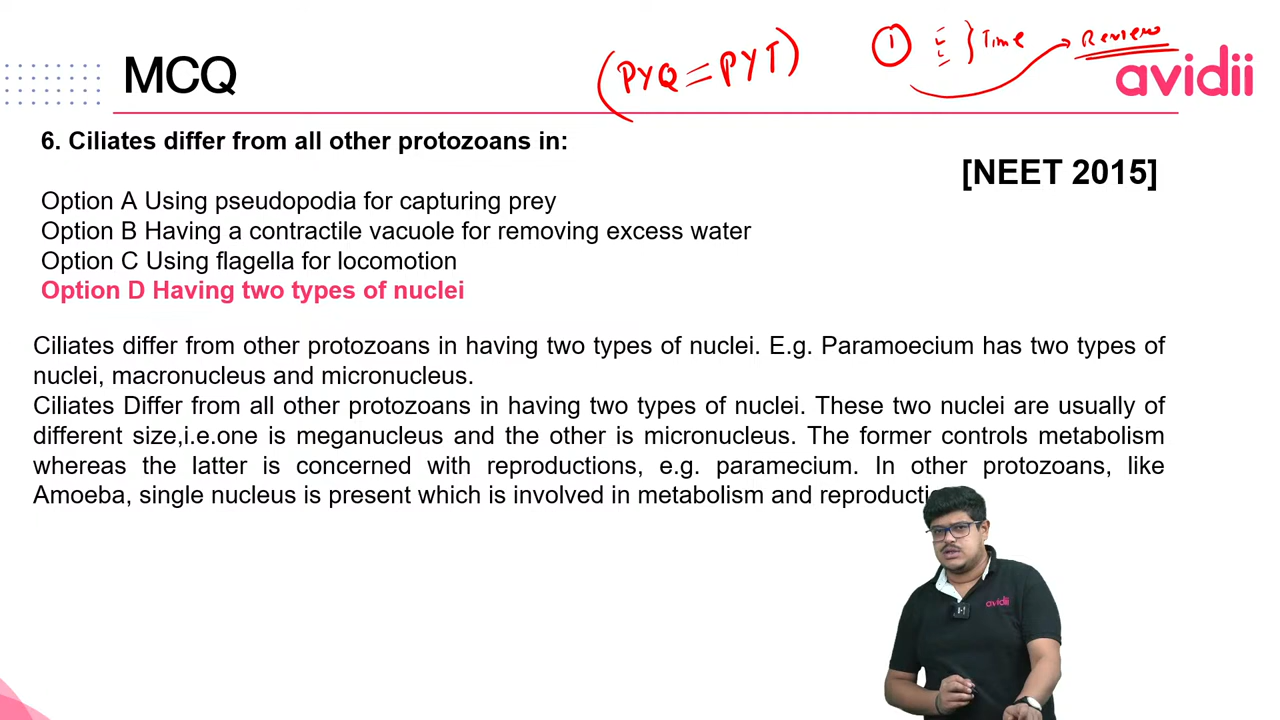 MCQ
(PYQ = PYT)
1 } Time
Review
avidii
6. Ciliates differ from all other protozoans in:
[NEET 2015]
Option A Using pseudopodia for capturing prey
Option B Having a contractile vacuole for removing excess water
Option C Using flagella for locomotion
Option D Having two types of nuclei
Ciliates differ from other protozoans in having two types of nuclei. E.g. Paramoecium has two types of
nuclei, macronucleus and micronucleus.
Ciliates Differ from all other protozoans in having two types of nuclei. These two nuclei are usually of
different size,i.e.one is meganucleus and the other is micronucleus. The former controls metabolism
whereas the latter is concerned with reproductions, e.g. paramecium. In other protozoans, like
Amoeba, single nucleus is present which is involved in metabolism and
avidii